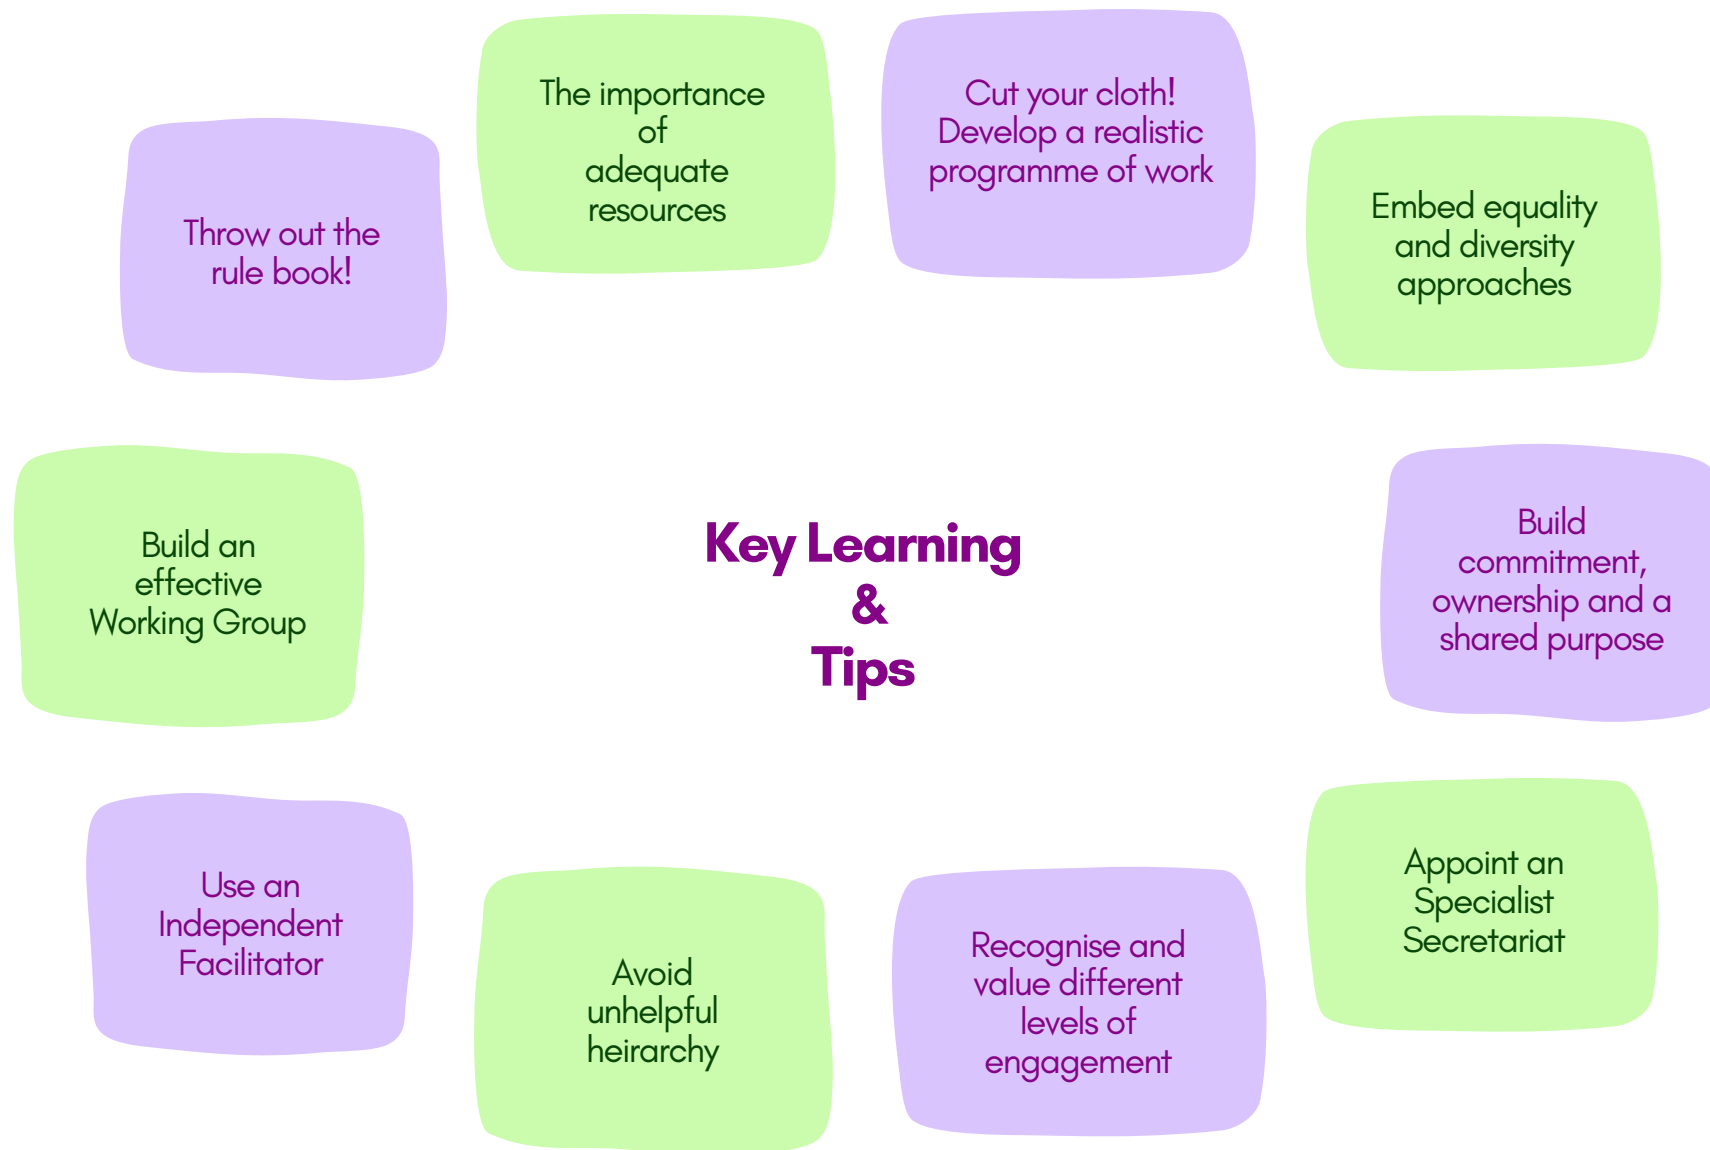 The importance
of
adequate
resources
Cut your cloth!
Develop a realistic
programme of work
Throw out the
rule book!
Embed equality
and diversity
approaches
Build an
effective
Working Group
Key Learning
&
Tips
Build
commitment,
ownership and a
shared purpose
Use an
Independent
Facilitator
Avoid
unhelpful
heirarchy
Recognise and
value different
levels of
engagement
Appoint an
Specialist
Secretariat